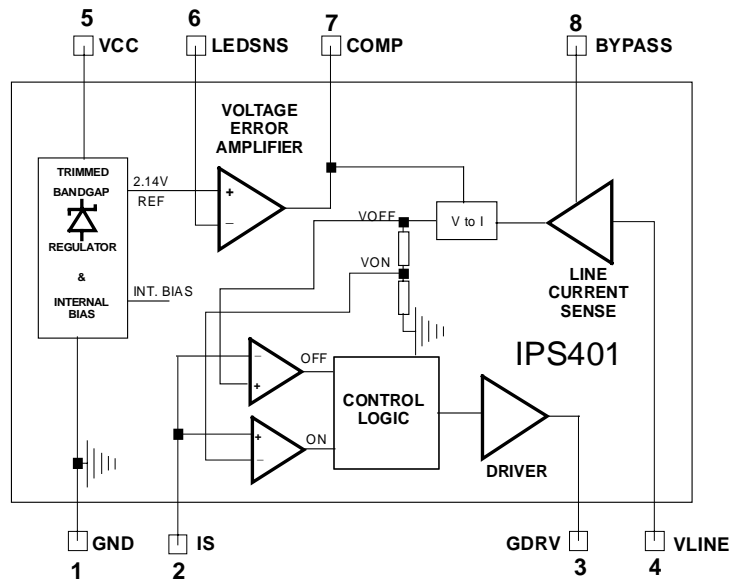 5
VCC
6
LEDSNS
7
COMP
8
BYPASS
VOLTAGE
ERROR
AMPLIFIER
TRIMMED
BANDGAP
REGULATOR
&
INTERNAL
BIAS
2.14V
REF
INT. BIAS
+
–
VOFF
VON
V to I
LINE
CURRENT
SENSE
IPS401
–
+
OFF
+
–
ON
CONTROL
LOGIC
DRIVER
GND
1
IS
2
GDRV
3
VLINE
4